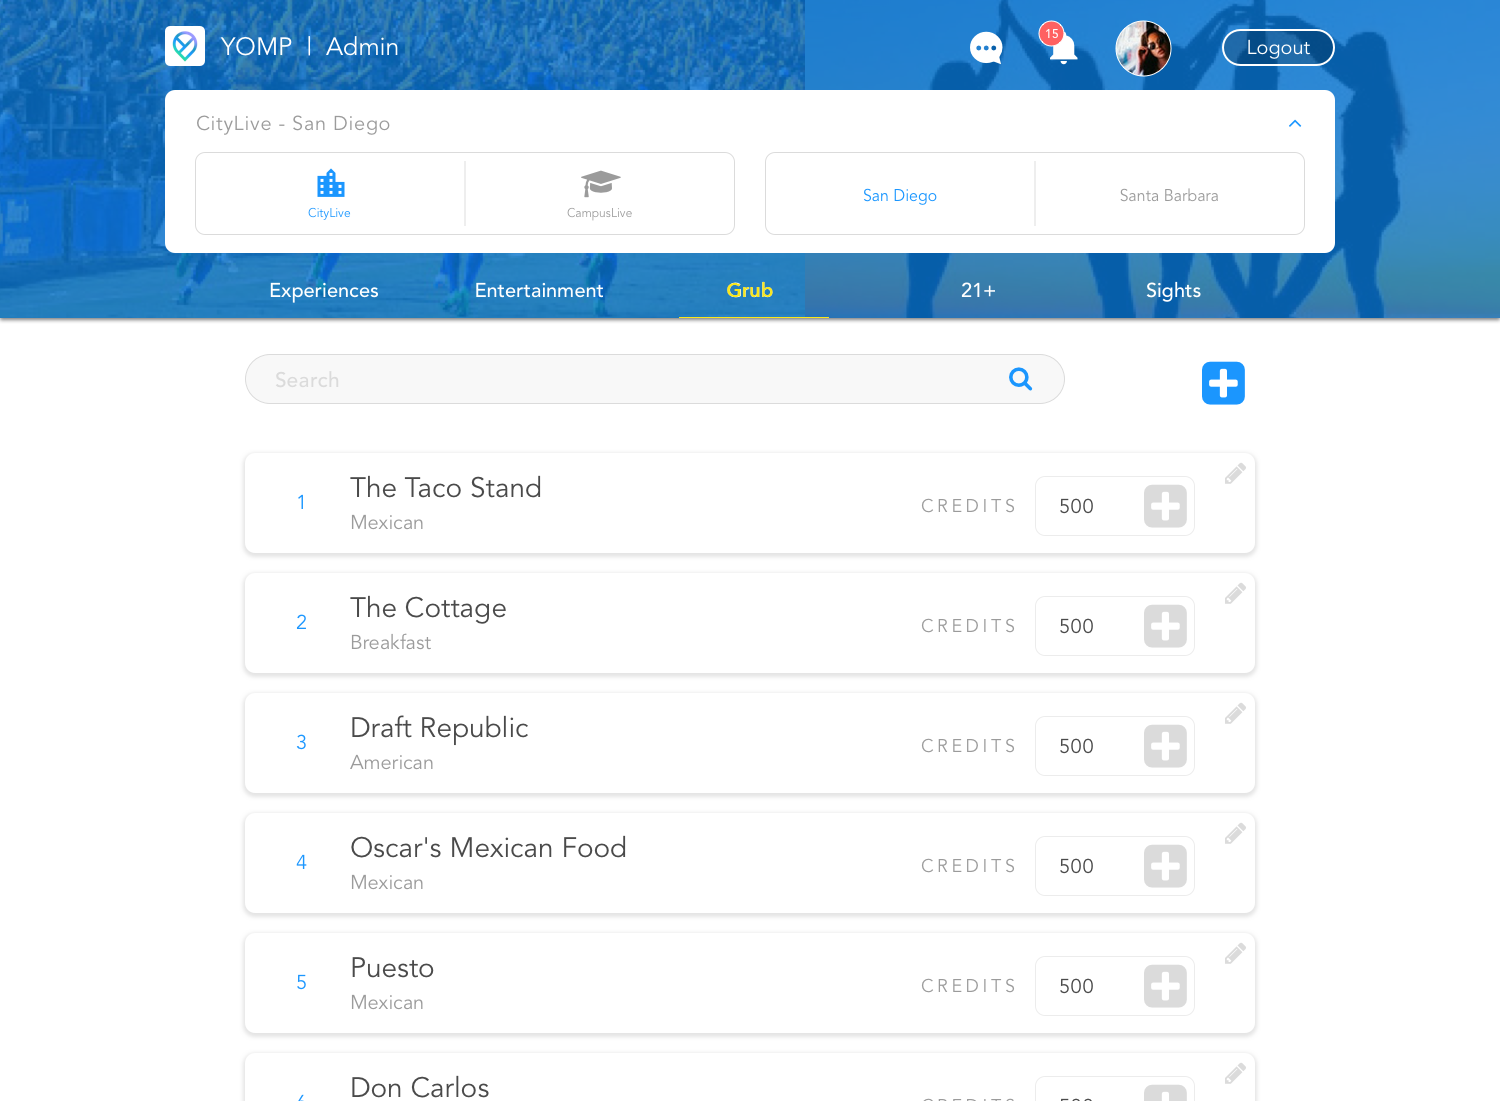 YOMP | Admin
15
Logout
CityLive - San Diego
CityLive
CampusLive
San Diego
Santa Barbara
Experiences
Entertainment
Grub
21+
Sights
Search
1
The Taco Stand
Mexican
CREDITS
500
2
The Cottage
Breakfast
CREDITS
500
3
Draft Republic
American
CREDITS
500
4
Oscar's Mexican Food
Mexican
CREDITS
500
5
Puesto
Mexican
CREDITS
500
Don Carlos